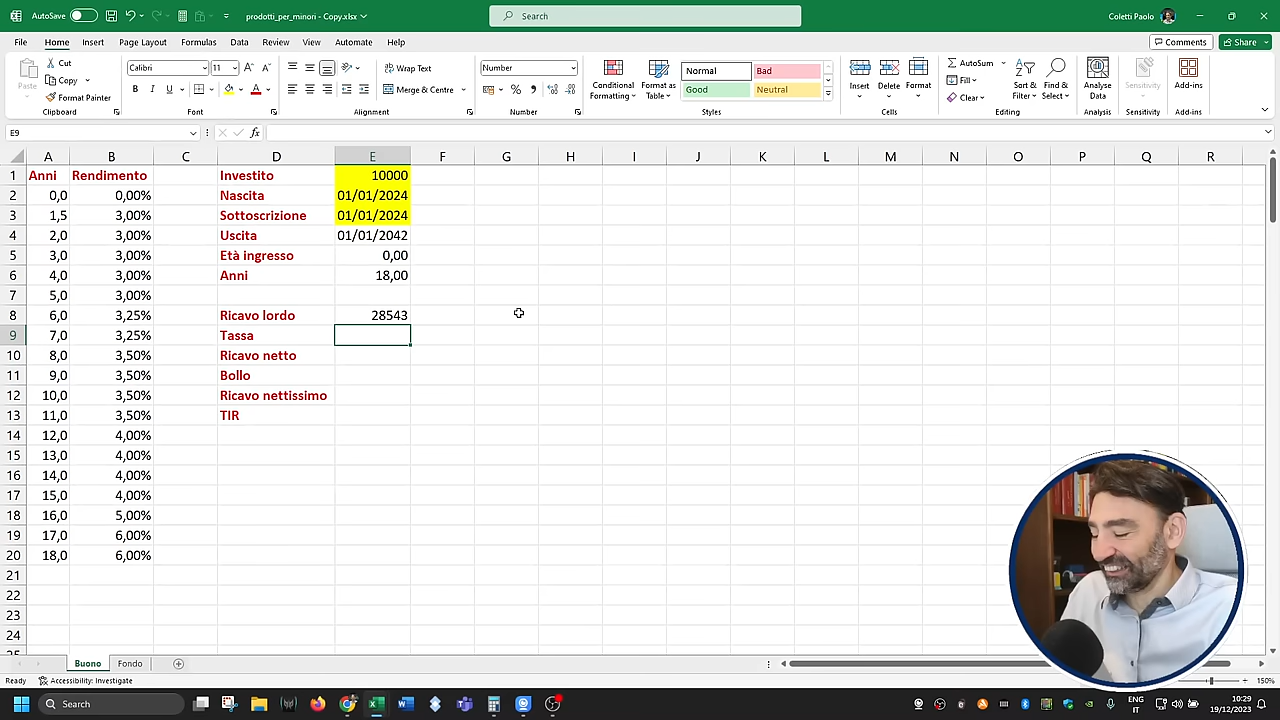 AutoSave prodotti_per_minori - Copy.xlsx Search Coletti Paolo
File Home Insert Page Layout Formulas Data Review View Automate Help Comments Share
Paste Cut Copy Format Painter Clipboard
Calibri 11 B I U A Font
Wrap Text Merge & Centre Alignment
Number % Number
Conditional Formatting Format as Table Normal Bad Good Neutral Styles
Insert Delete Format Cells
AutoSum Fill Clear Sort & Filter Find & Select Editing
Analyse Data Analysis Sensitivity Sensitivity Add-ins Add-ins
E9 fx
A B C D E F G H I J K L M N O P Q R
1 Anni Rendimento Investito 10000
2 0,0 0,00% Nascita 01/01/2024
3 1,5 3,00% Sottoscrizione 01/01/2024
4 2,0 3,00% Uscita 01/01/2042
5 3,0 3,00% Età ingresso 0,00
6 4,0 3,00% Anni 18,00
7 5,0 3,00%
8 6,0 3,25% Ricavo lordo 28543
9 7,0 3,25% Tassa
10 8,0 3,50% Ricavo netto
11 9,0 3,50% Bollo
12 10,0 3,50% Ricavo nettissimo
13 11,0 3,50% TIR
14 12,0 4,00%
15 13,0 4,00%
16 14,0 4,00%
17 15,0 4,00%
18 16,0 5,00%
19 17,0 6,00%
20 18,0 6,00%
21
22
23
24
25
Buono Fondo
Ready Accessibility: Investigate 150%
Search ENG IT 10:29 19/12/2023